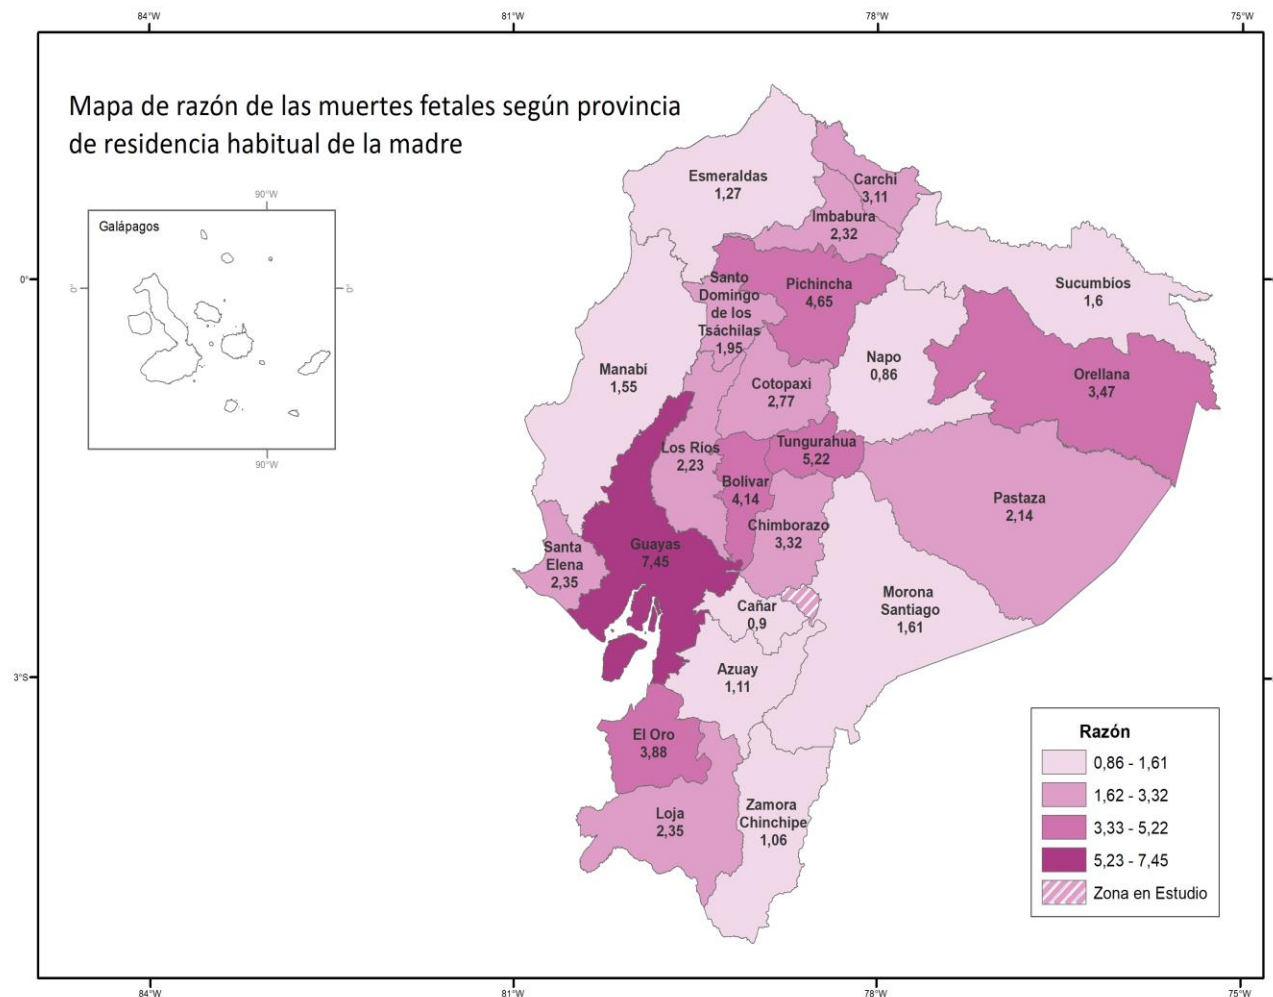 84°W
81°W
78°W
75°W
Mapa de razón de las muertes fetales según provincia
de residencia habitual de la madre
90°W
Galápagos
0°
0°
0°
90°W
Esmeraldas
1,27
Carchi
3,11
Imbabura
2,32
Santo
Domingo
de los
Tsáchilas
1,95
Pichincha
4,65
Sucumbios
1,6
Manabí
1,55
Napo
0,86
Orellana
3,47
Cotopaxi
2,77
Los Ríos
2,23
Tungurahua
5,22
Bolivar
4,14
Pastaza
2,14
Chimborazo
3,32
Santa
Elena
2,35
Guayas
7,45
Cañar
0,9
Morona
Santiago
1,61
3°S
Azuay
1,11
El Oro
3,88
Loja
2,35
Zamora
Chinchipe
1,06
Razón
0,86 - 1,61
1,62 - 3,32
3,33 - 5,22
5,23 - 7,45
Zona en Estudio
84°W
81°W
78°W
75°W